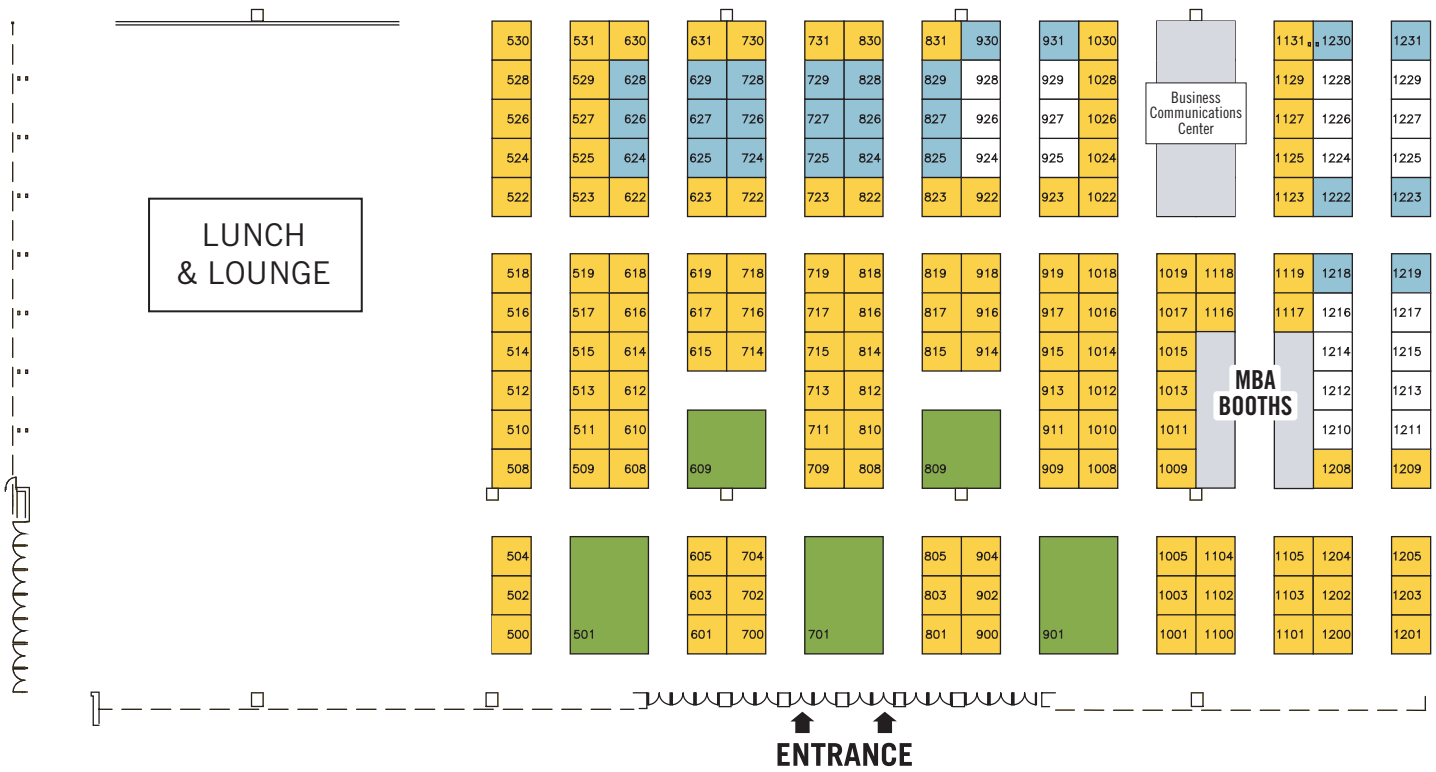 530 531 630 631 730 731 830 831 930 931 1030 1131 1230 1231
528 529 628 629 728 729 828 829 928 929 1028 1129 1228 1229
Business
Communications
Center
526 527 626 627 726 727 826 827 926 927 1026 1127 1226 1227
524 525 624 625 724 725 824 825 924 925 1024 1125 1224 1225
522 523 622 623 722 723 822 823 922 923 1022 1123 1222 1223
LUNCH
& LOUNGE
518 519 618 619 718 719 818 819 918 919 1018 1019 1118 1119 1218 1219
516 517 616 617 716 717 816 817 916 917 1016 1017 1116 1117 1216 1217
514 515 614 615 714 715 814 815 914 915 1014 1015 1214 1215
MBA
BOOTHS
512 513 612 713 812 913 1012 1013 1212 1213
510 511 610 711 810 911 1010 1011 1210 1211
508 509 608 609 709 808 809 909 1008 1009 1208 1209
504 605 704 805 904 1005 1104 1105 1204 1205
502 603 702 803 902 1003 1102 1103 1202 1203
500 501 601 700 701 801 900 901 1001 1100 1101 1200 1201
ENTRANCE